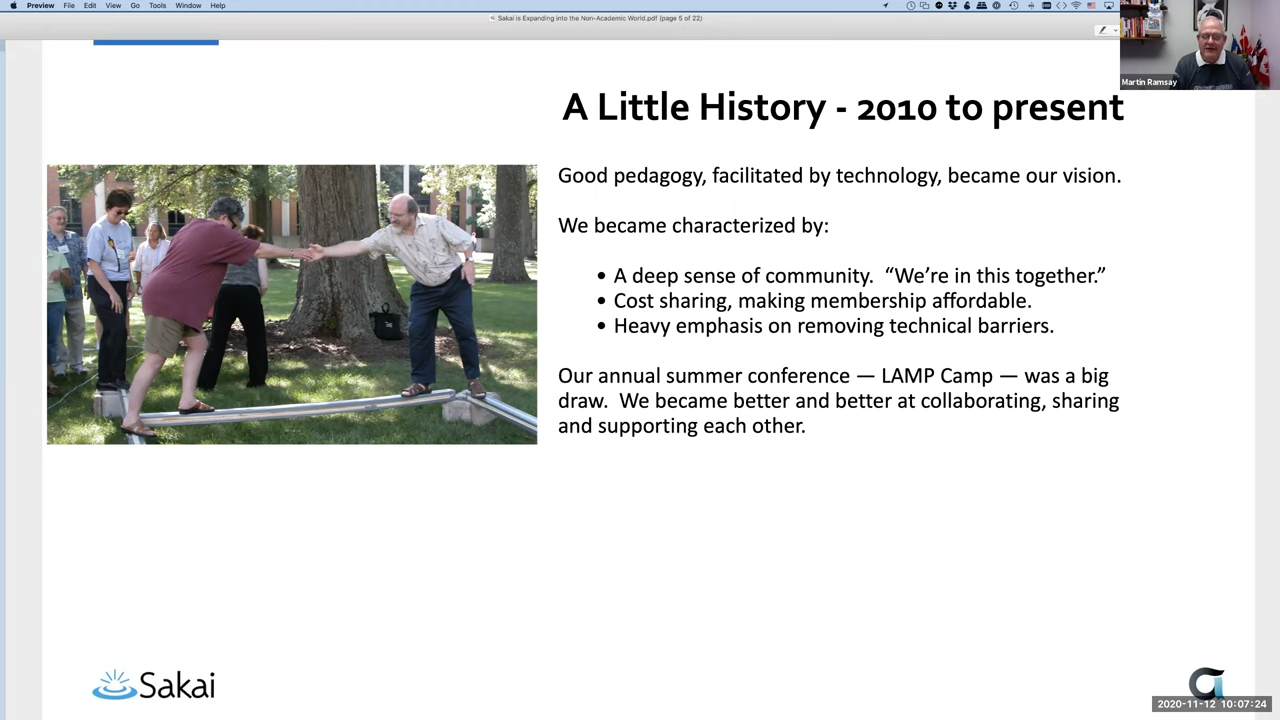 Preview File Edit View Go Tools Window Help
Sakai is Expanding into the Non-Academic World.pdf (page 5 of 22)
Martin Ramsay
A Little History - 2010 to present
Good pedagogy, facilitated by technology, became our vision.
We became characterized by:
• A deep sense of community. “We’re in this together.”
• Cost sharing, making membership affordable.
• Heavy emphasis on removing technical barriers.
Our annual summer conference — LAMP Camp — was a big
draw. We became better and better at collaborating, sharing
and supporting each other.
Sakai
2020-11-12 10:07:24